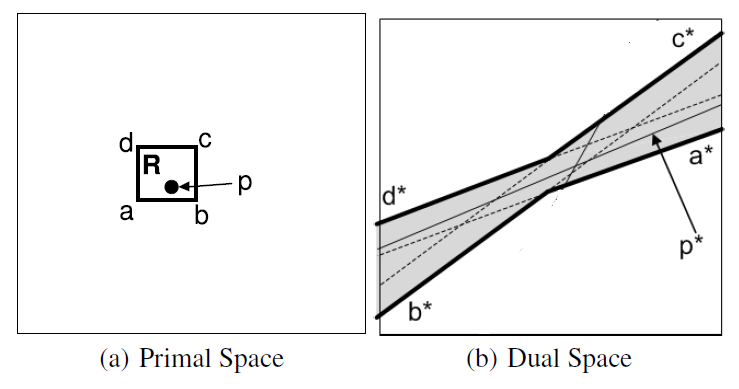 d c
R
p
a b
c*
a*
d*
p*
b*
(a) Primal Space
(b) Dual Space